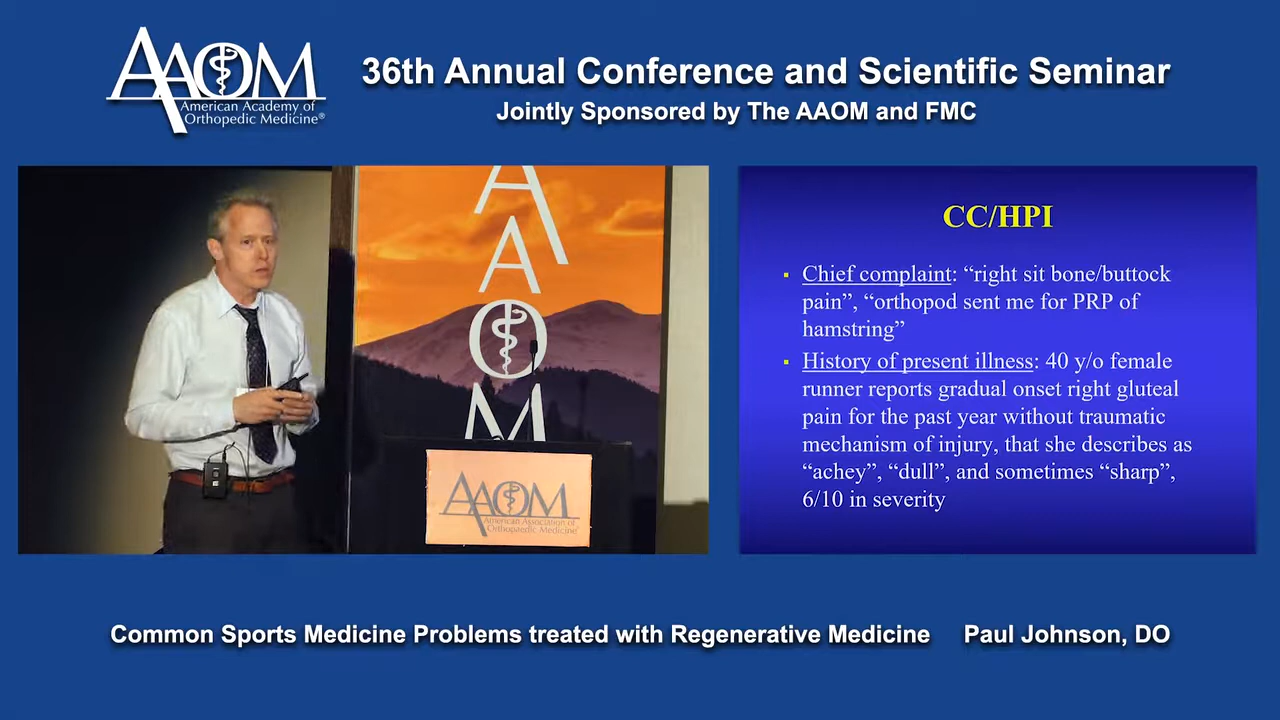 AAOM
American Academy of
Orthopedic Medicine®
36th Annual Conference and Scientific Seminar
Jointly Sponsored by The AAOM and FMC
A
A
O
M
AAOM
American Association of
Orthopaedic Medicine
CC/HPI
▪ Chief complaint: “right sit bone/buttock
pain”, “orthopod sent me for PRP of
hamstring”
▪ History of present illness: 40 y/o female
runner reports gradual onset right gluteal
pain for the past year without traumatic
mechanism of injury, that she describes as
“achey”, “dull”, and sometimes “sharp”,
6/10 in severity
Common Sports Medicine Problems treated with Regenerative Medicine Paul Johnson, DO